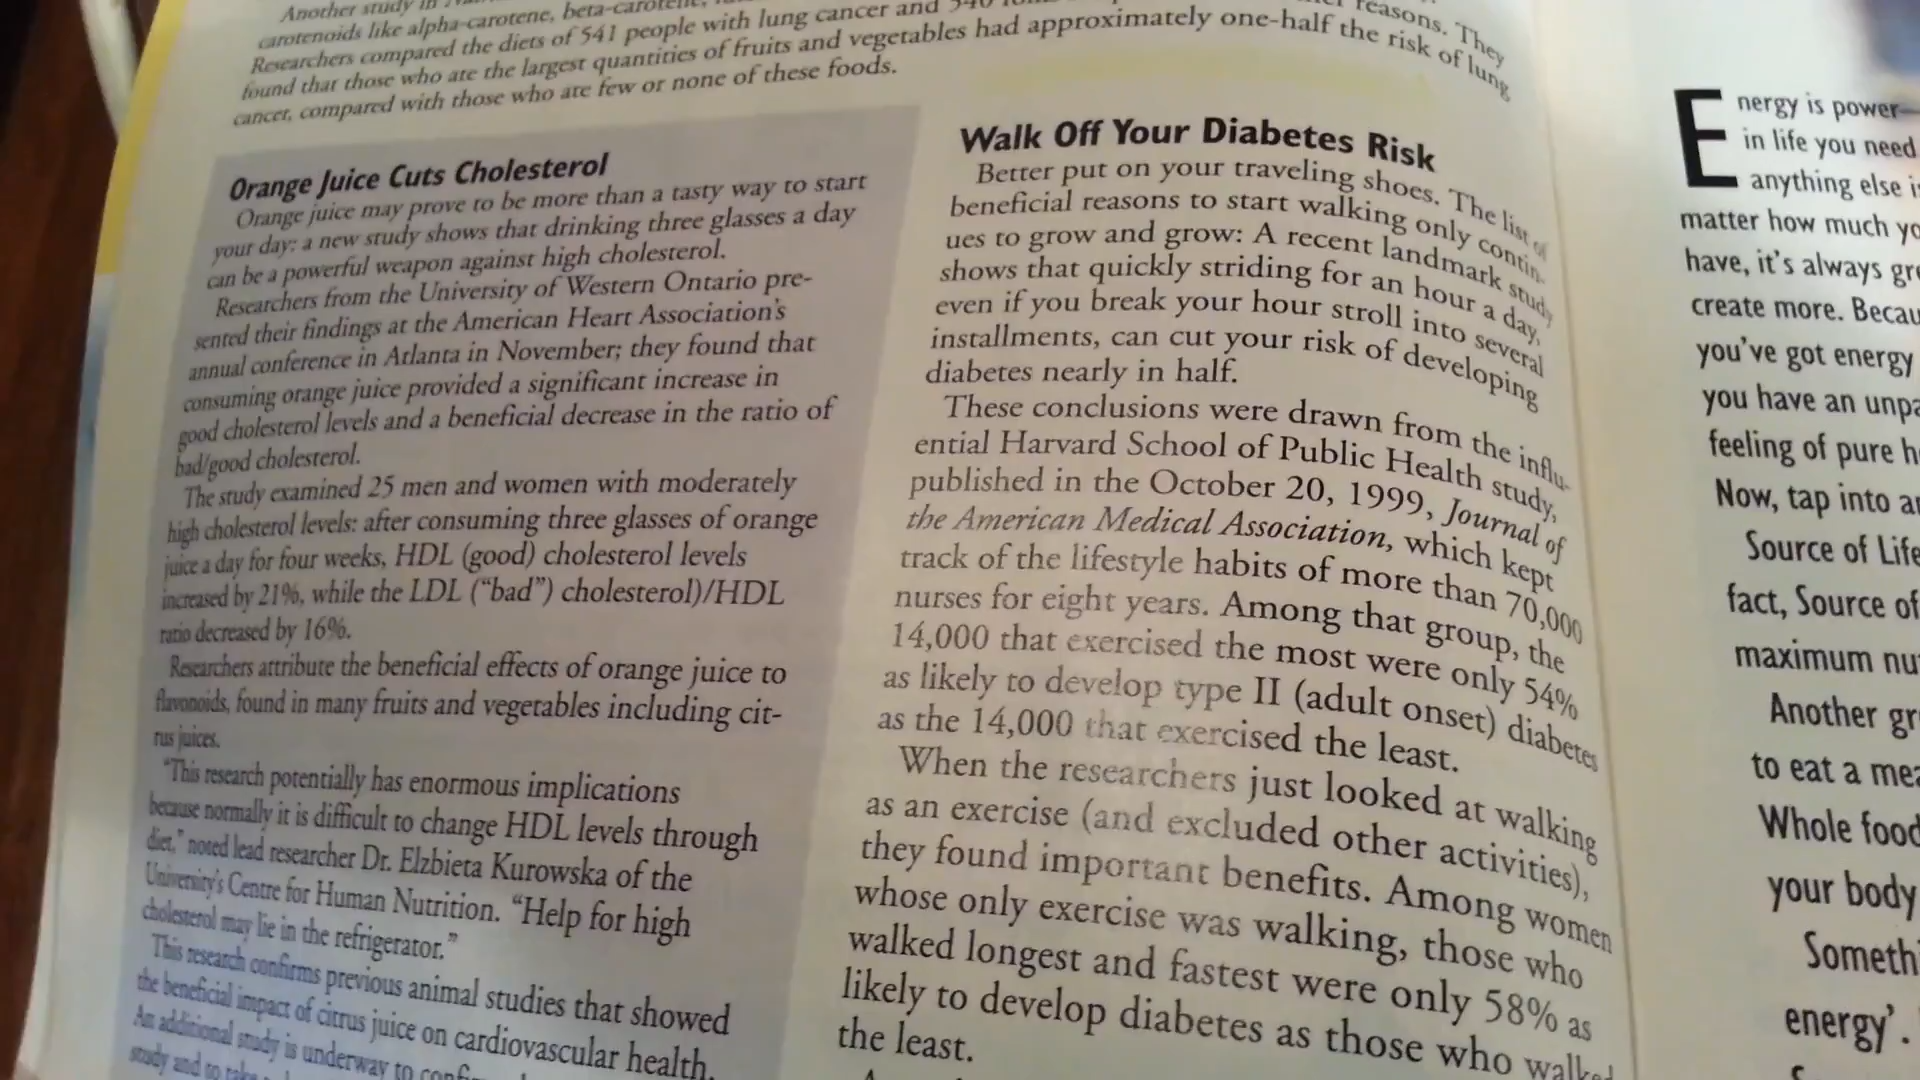 Another study in
carotenoids like alpha-carotene, beta-carotene,
Researchers compared the diets of 541 people with lung cancer and 540
reasons. They
found that those who ate the largest quantities of fruits and vegetables had approximately one-half the risk of lung
cancer, compared with those who ate few or none of these foods.
Orange Juice Cuts Cholesterol
Orange juice may prove to be more than a tasty way to start
your day: a new study shows that drinking three glasses a day
can be a powerful weapon against high cholesterol.
Researchers from the University of Western Ontario pre-
sented their findings at the American Heart Association's
annual conference in Atlanta in November; they found that
consuming orange juice provided a significant increase in
good cholesterol levels and a beneficial decrease in the ratio of
bad/good cholesterol.
The study examined 25 men and women with moderately
high cholesterol levels: after consuming three glasses of orange
juice a day for four weeks, HDL (good) cholesterol levels
increased by 21%, while the LDL ("bad") cholesterol)/HDL
ratio decreased by 16%.
Researchers attribute the beneficial effects of orange juice to
flavonoids, found in many fruits and vegetables including cit-
rus juices.
"This research potentially has enormous implications
because normally it is difficult to change HDL levels through
diet," noted lead researcher Dr. Elzbieta Kurowska of the
University's Centre for Human Nutrition. "Help for high
cholesterol may lie in the refrigerator."
This research confirms previous animal studies that showed
the beneficial impact of citrus juice on cardiovascular health.
An additional study is underway to
study and to
Walk Off Your Diabetes Risk
Better put on your traveling shoes. The list of
beneficial reasons to start walking only contin-
ues to grow and grow: A recent landmark study
shows that quickly striding for an hour a day,
even if you break your hour stroll into several
installments, can cut your risk of developing
diabetes nearly in half.
These conclusions were drawn from the influ-
ential Harvard School of Public Health study,
published in the October 20, 1999, Journal of
the American Medical Association, which kept
track of the lifestyle habits of more than 70,000
nurses for eight years. Among that group, the
14,000 that exercised the most were only 54%
as likely to develop type II (adult onset) diabetes
as the 14,000 that exercised the least.
When the researchers just looked at walking
as an exercise (and excluded other activities),
they found important benefits. Among women
whose only exercise was walking, those who
walked longest and fastest were only 58% as
likely to develop diabetes as those who walked
the least.
Energy is power—
in life you need
anything else
matter how much
have, it's always
create more.
you've got energy
you have an
feeling of pure
Now, tap into
Source of Life
fact, Source of
maximum
Another
to eat a
Whole food
your body
energy'.